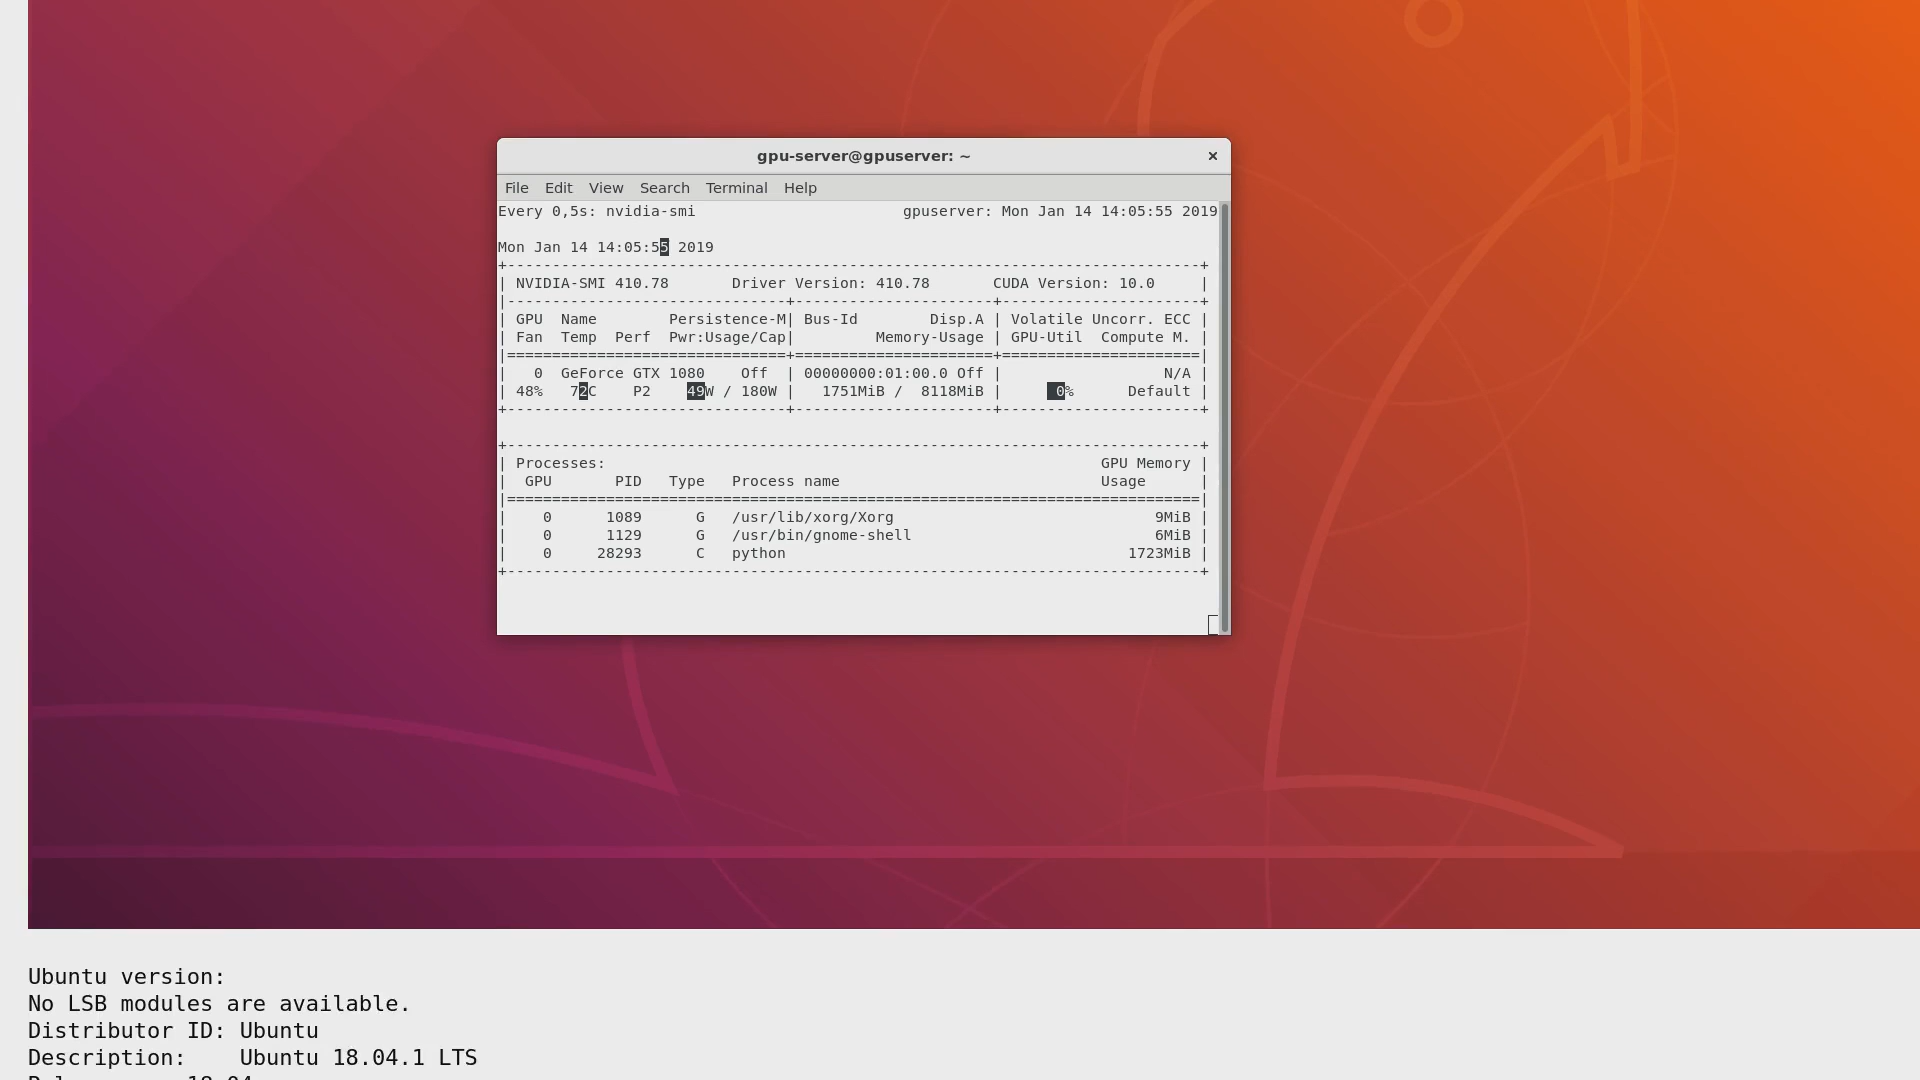 gpu-server@gpuserver: ~
File Edit View Search Terminal Help
Every 0,5s: nvidia-smi                       gpuserver: Mon Jan 14 14:05:55 2019
Mon Jan 14 14:05:55 2019
+-----------------------------------------------------------------------------+
| NVIDIA-SMI 410.78       Driver Version: 410.78       CUDA Version: 10.0     |
|-------------------------------+----------------------+----------------------+
| GPU  Name        Persistence-M| Bus-Id        Disp.A | Volatile Uncorr. ECC |
| Fan  Temp  Perf  Pwr:Usage/Cap|         Memory-Usage | GPU-Util  Compute M. |
|===============================+======================+======================|
|   0  GeForce GTX 1080    Off  | 00000000:01:00.0 Off |                  N/A |
| 48%   72C    P2    49W / 180W |   1751MiB /  8118MiB |      0%      Default |
+-------------------------------+----------------------+----------------------+
+-----------------------------------------------------------------------------+
| Processes:                                                       GPU Memory |
|  GPU       PID   Type   Process name                             Usage      |
|=============================================================================|
|    0      1089      G   /usr/lib/xorg/Xorg                             9MiB |
|    0      1129      G   /usr/bin/gnome-shell                           6MiB |
|    0     28293      C   python                                      1723MiB |
+-----------------------------------------------------------------------------+
Ubuntu version:
No LSB modules are available.
Distributor ID: Ubuntu
Description:    Ubuntu 18.04.1 LTS